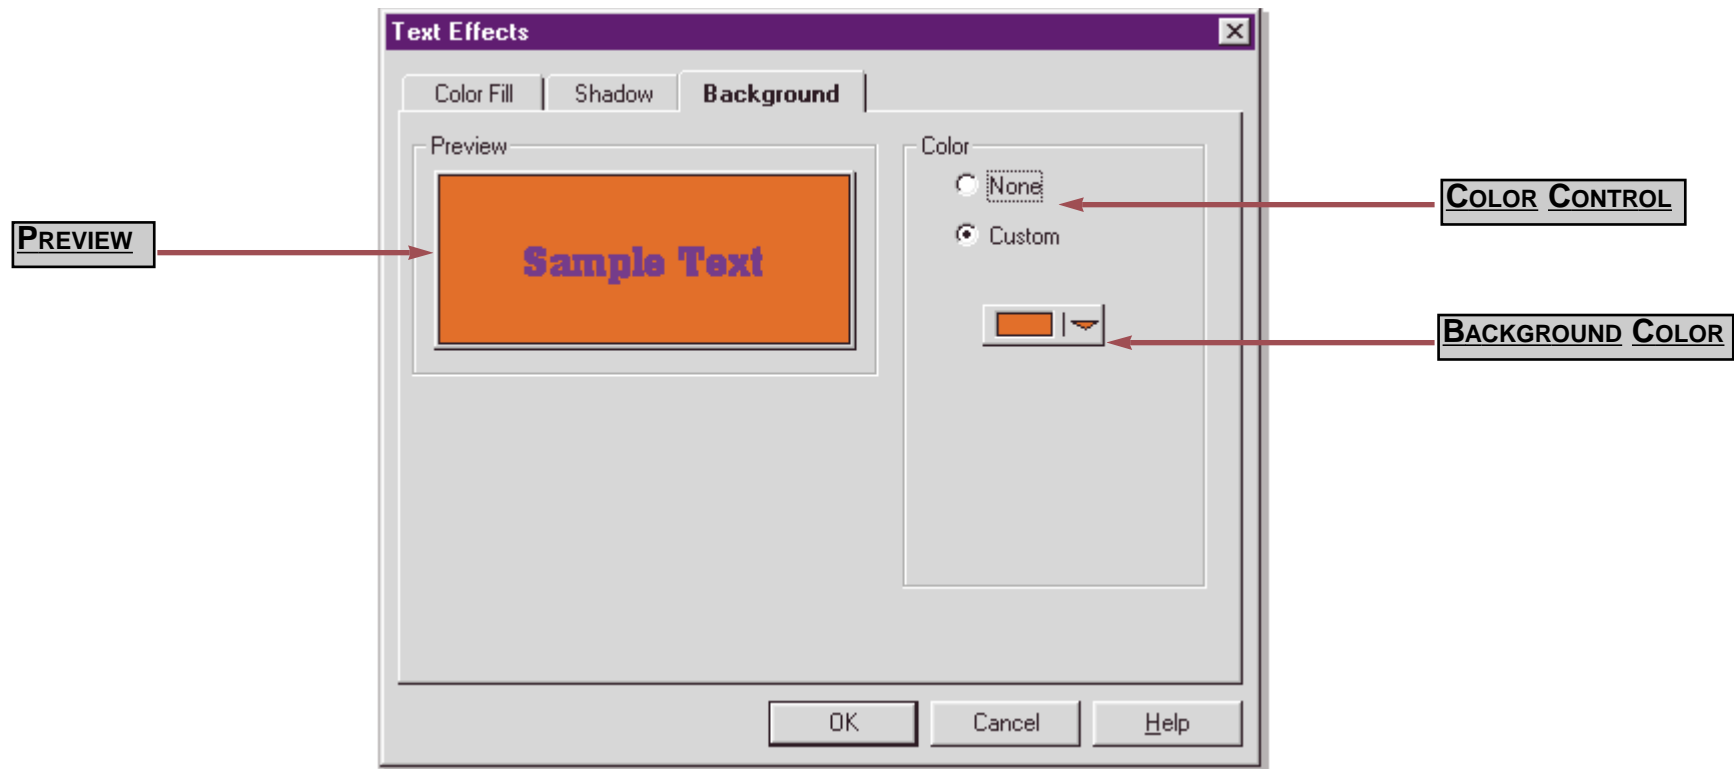 Text Effects
Color Fill Shadow Background
Preview
Sample Text
Color
None
Custom
OK Cancel Help
PREVIEW
COLOR CONTROL
BACKGROUND COLOR